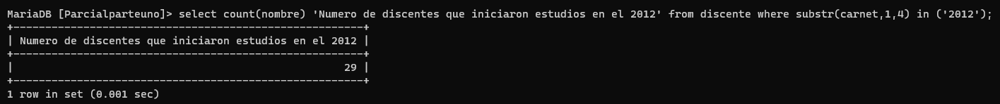 MariaDB [Parcialparteuno]> select count(nombre) 'Numero de discentes que iniciaron estudios en el 2012' from discente where substr(carnet,1,4) in ('2012');
+-------------------------------------------------------+
| Numero de discentes que iniciaron estudios en el 2012 |
+-------------------------------------------------------+
|                                                    29 |
+-------------------------------------------------------+
1 row in set (0.001 sec)